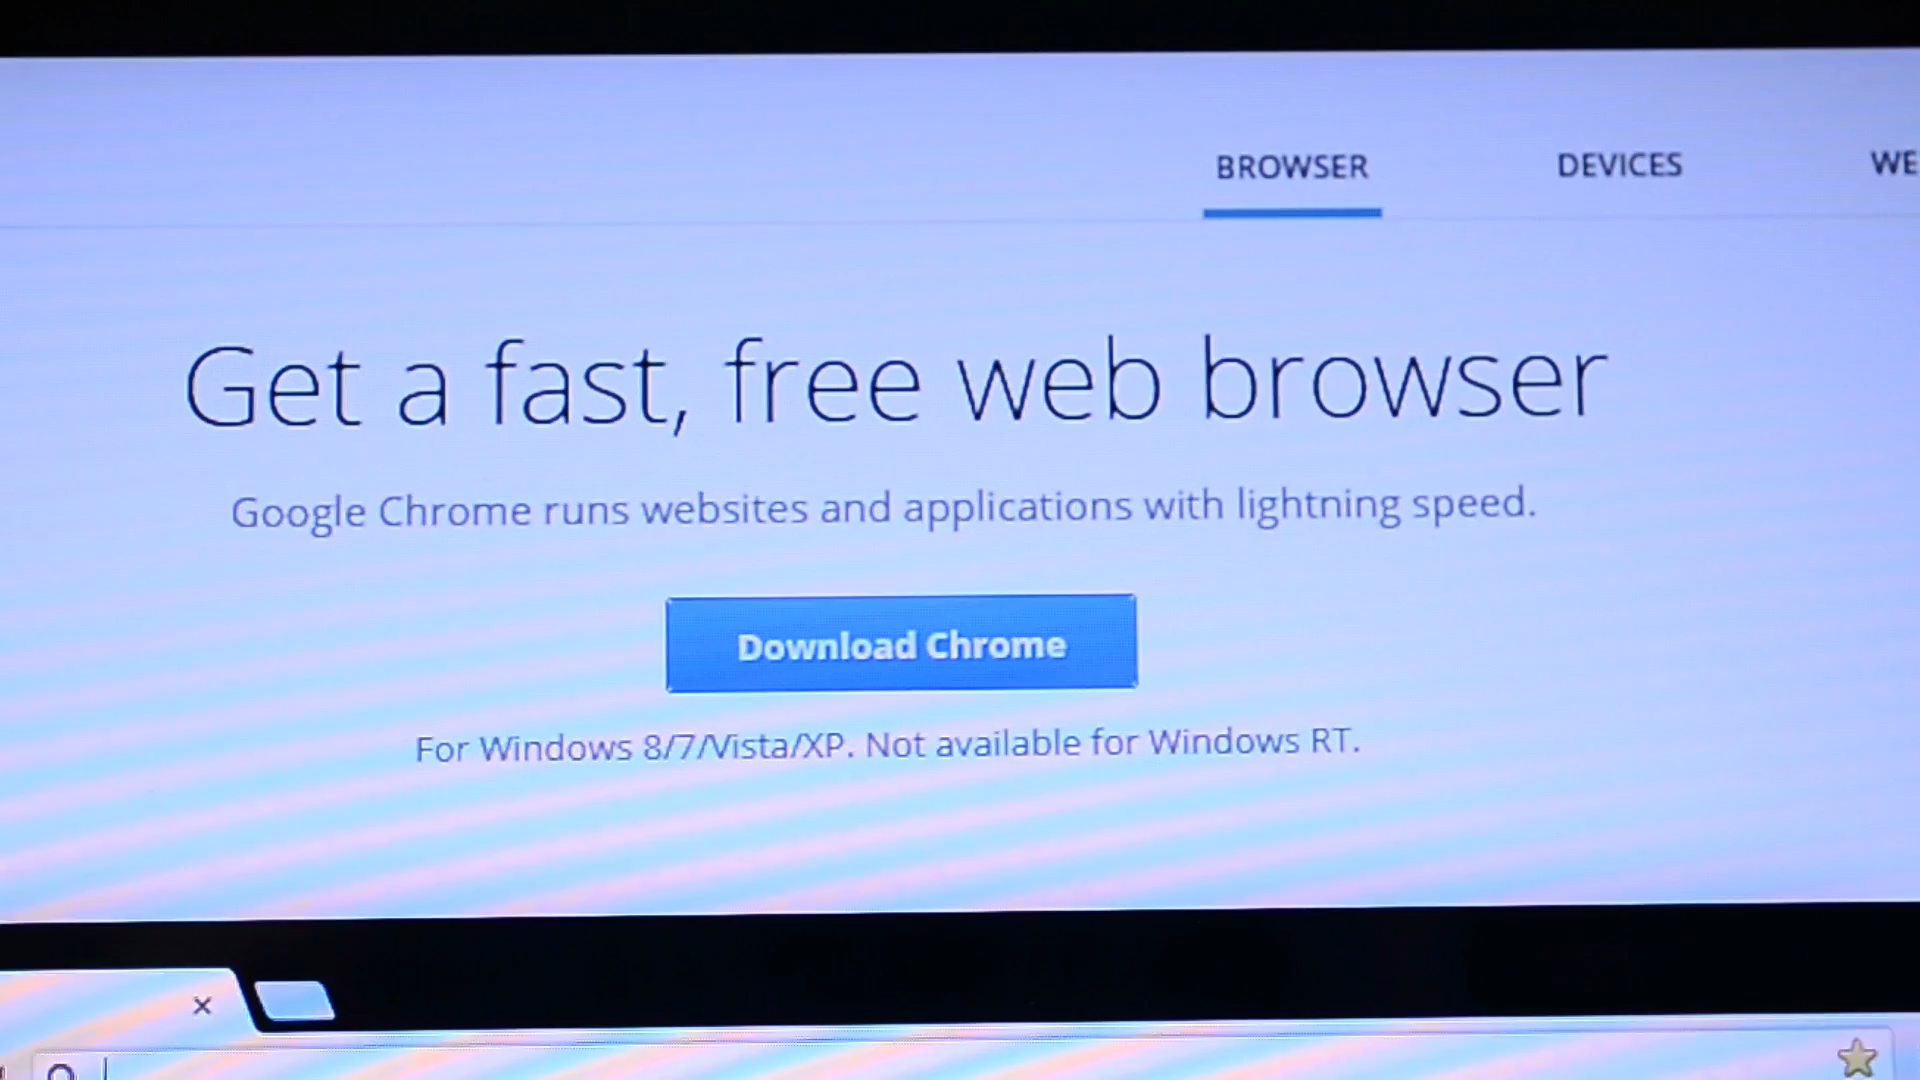 BROWSER DEVICES WE
Get a fast, free web browser
Google Chrome runs websites and applications with lightning speed.
Download Chrome
For Windows 8/7/Vista/XP. Not available for Windows RT.